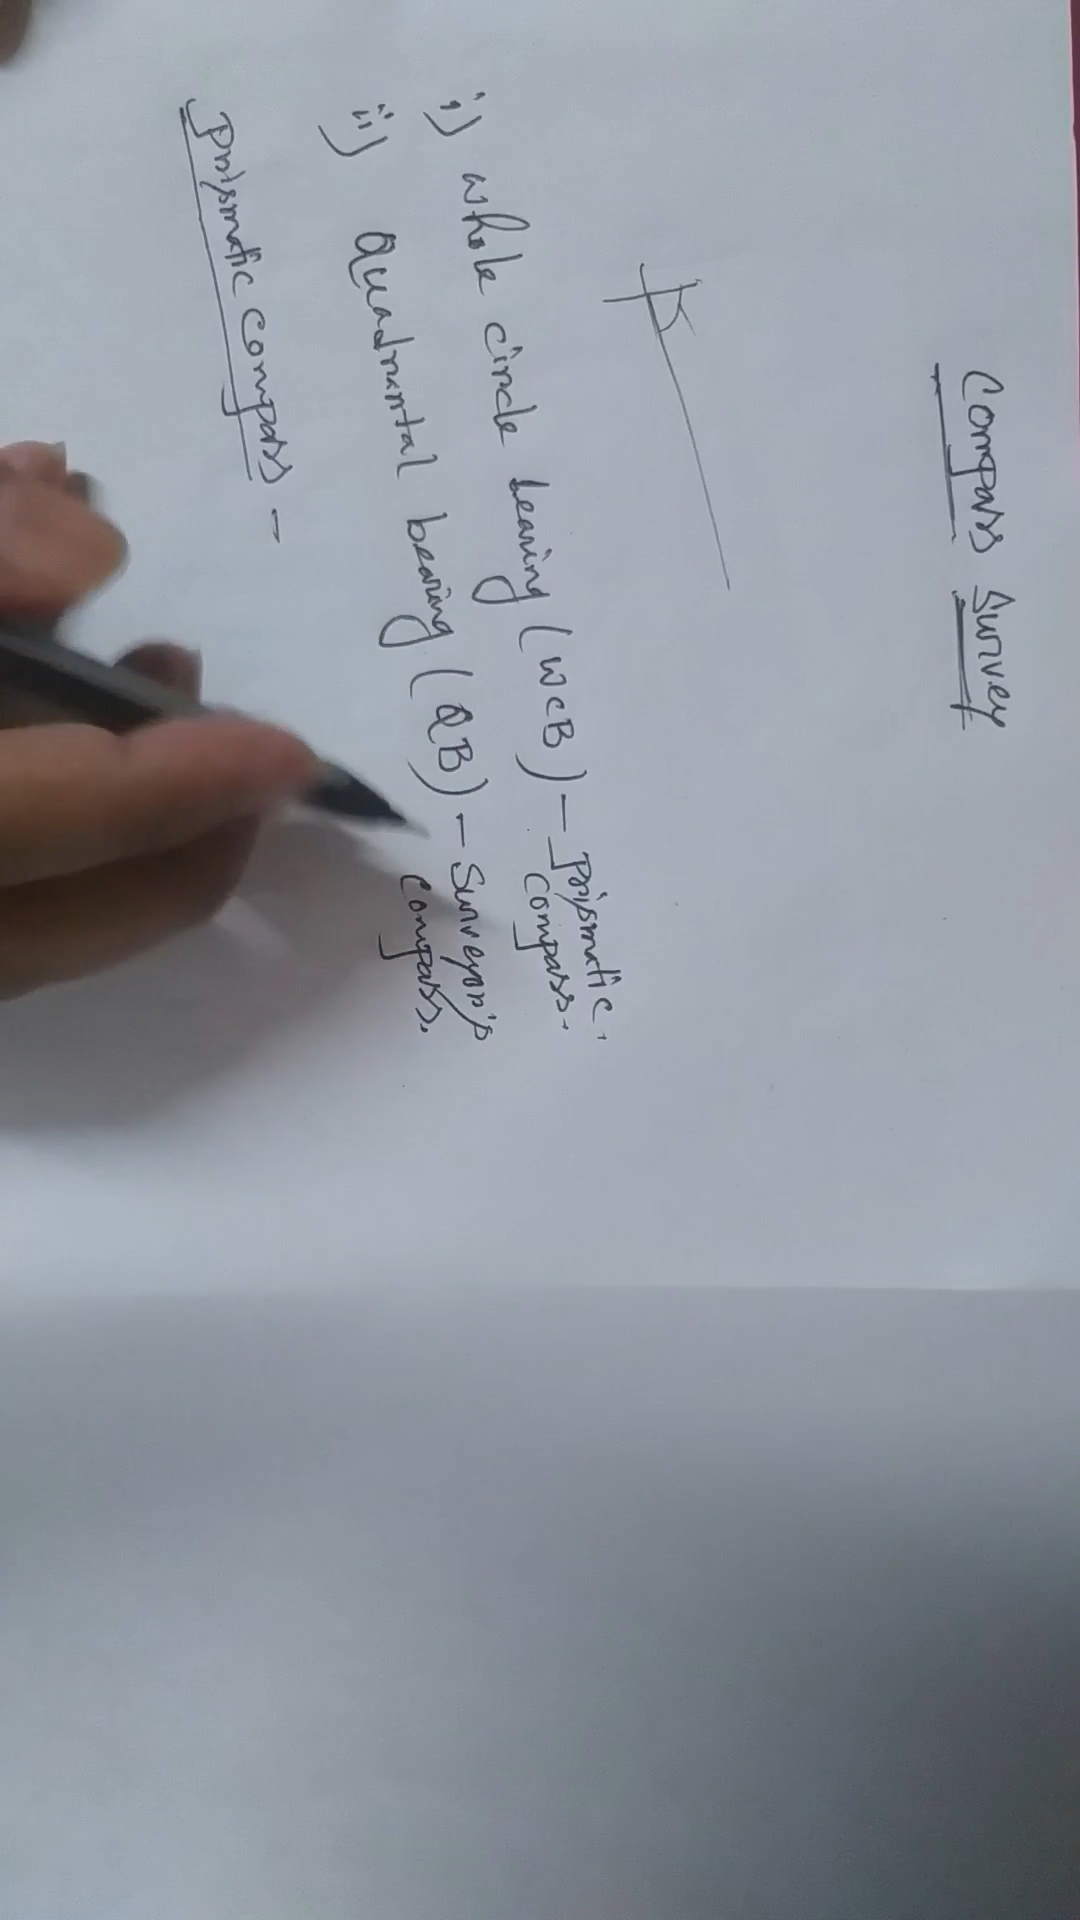 Compass Survey
i) Whole circle bearing (WCB) - Prismatic
Compass.
ii) Quadrantal bearing (QB) - Surveyor's
Compass.
Prismatic Compass -